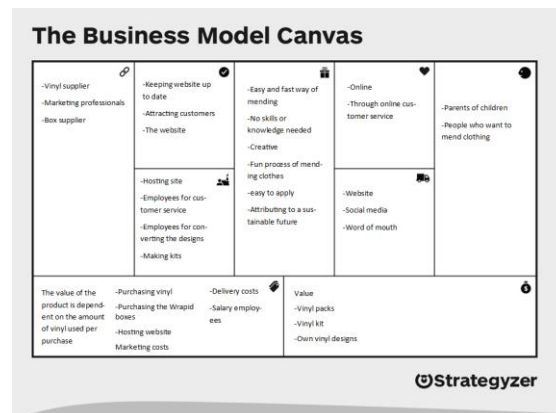 The Business Model Canvas
-Vinyl supplier
-Marketing professionals
-Box supplier
-Keeping website up
to date
-Attracting customers
-The website
-Hosting site
-Employees for cus-
tomer service
-Employees for con-
verting the designs
-Making kits
-Easy and fast way of
mending
-No skills or
knowledge needed
-Creative
-Fun process of mend-
ing clothes
-easy to apply
-Attributing to a sus-
tainable future
-Online
-Through online cus-
tomer service
-Website
-Social media
-Word of mouth
-Parents of children
-People who want to
mend clothing
The value of the
product is depend-
ent on the amount
of vinyl used per
purchase
-Purchasing vinyl
-Purchasing the Wrapid
boxes
-Hosting website
Marketing costs
-Delivery costs
-Salary employ-
ees
Value
-Vinyl packs
-Vinyl kit
-Own vinyl designs
Strategyzer